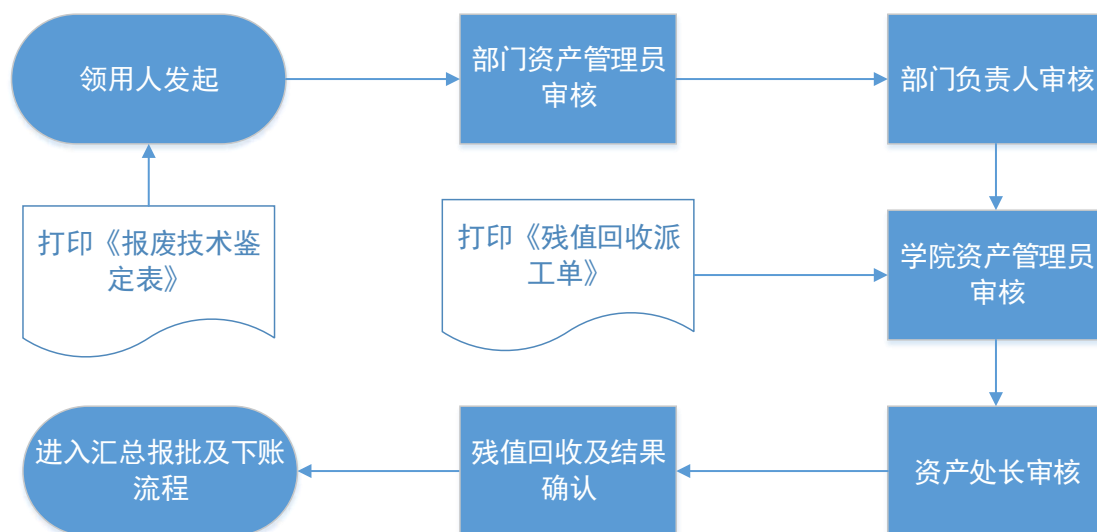 领用人发起
部门资产管理员
审核
部门负责人审核
打印《报废技术鉴
定表》
打印《残值回收派
工单》
学院资产管理员
审核
进入汇总报批及下账
流程
残值回收及结果
确认
资产处长审核